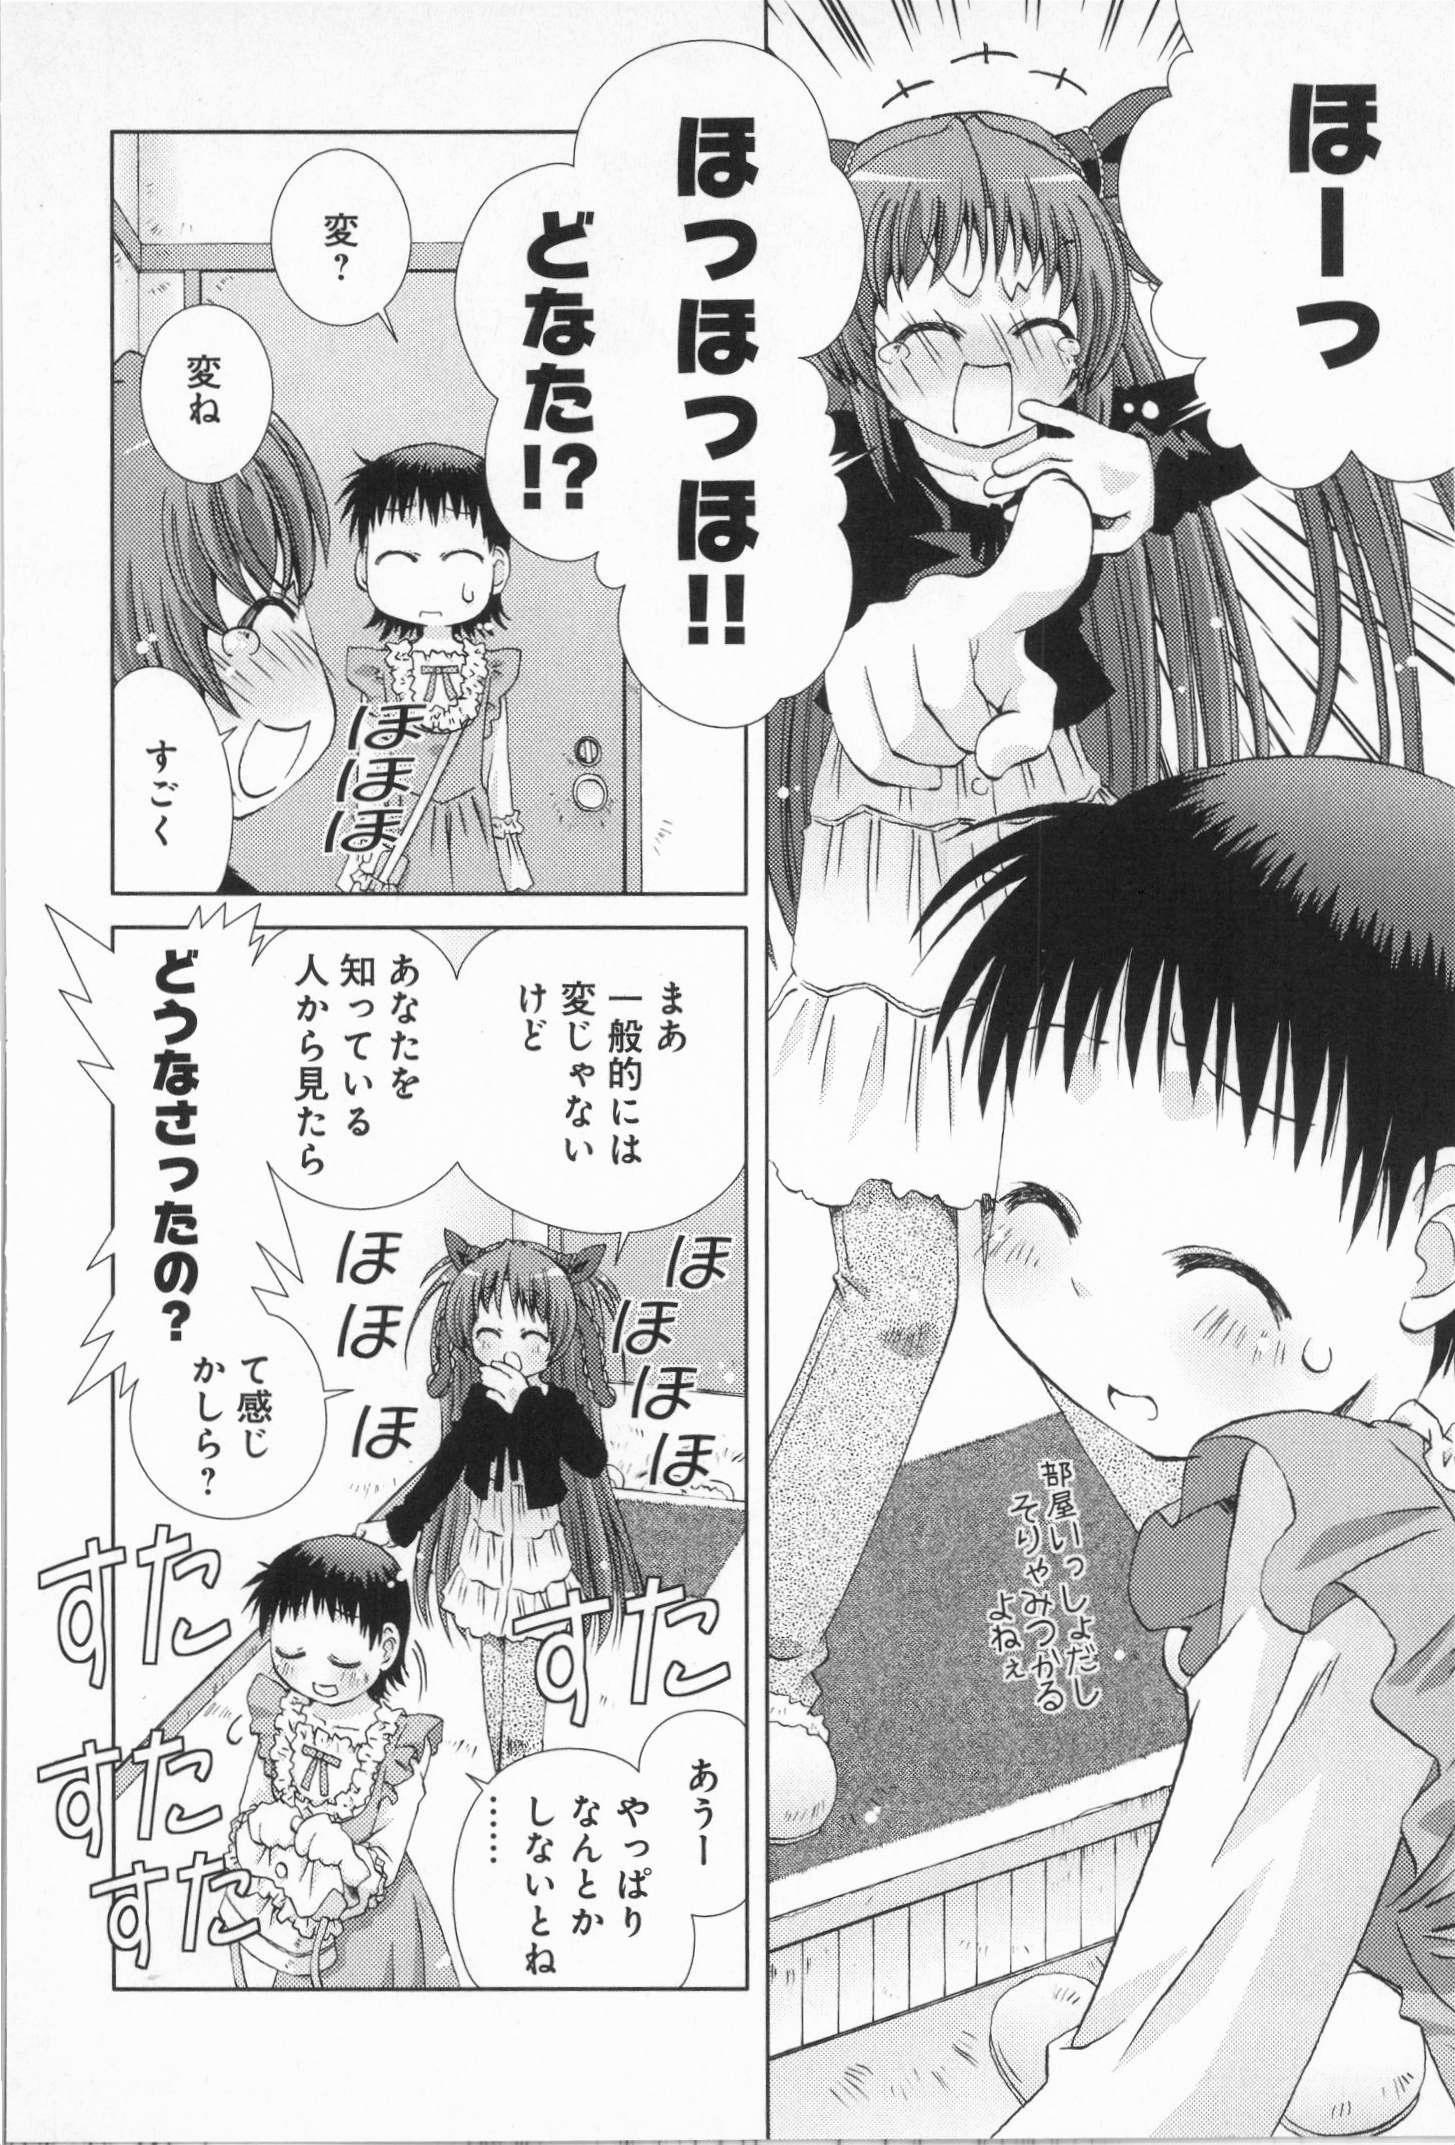 ほーっ
ほっほっほ!!
どなた!?
部屋いっしょだし
そりゃみつかる
よねぇ
変?
変ね
すごく
ほほほ
まあ
一般的には
変じゃない
けど
あなたを
知っている
人から見たら
どうなさったの?
て感じ
かしら?
ほほほほ
ほほほ
すた
すた
すた
すた
あうー
やっぱり
なんとか
しないとね
……